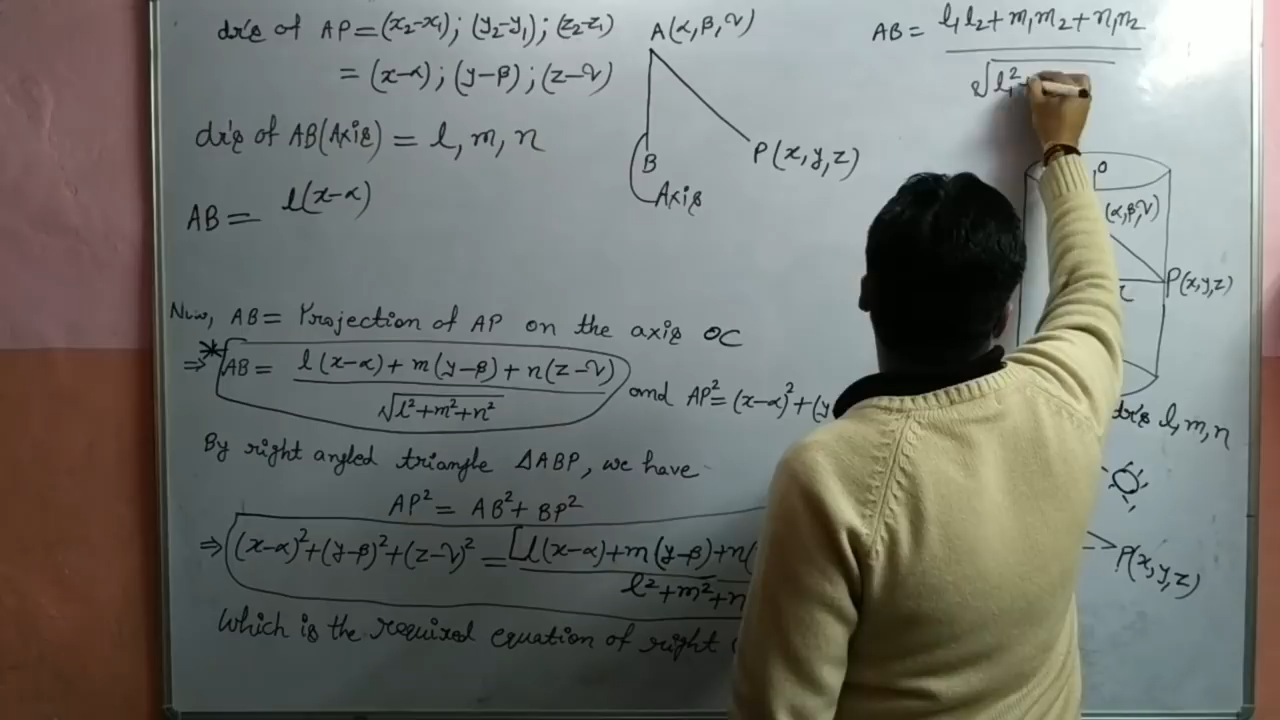 dr's of AP = (x₂-x₁); (y₂-y₁); (z₂-z₁)
= (x-α); (y-β); (z-ν)
dr's of AB(Axis) = l, m, n
AB = l(x-α)
A(α, β, ν)
B
P(x, y, z)
Axis
AB = l₁l₂+m₁m₂+n₁n₂
√l₁²+
O
(α, β, ν)
P(x, y, z)
r
dr's l, m, n
P(x, y, z)
Now, AB = Projection of AP on the axis OC
⇒ *AB = l(x-α)+m(y-β)+n(z-ν)
√l²+m²+n²
and AP² = (x-α)²+(y
By right angled triangle ΔABP, we have
AP² = AB²+BP²
⇒ (x-α)²+(y-β)²+(z-ν)² = [l(x-α)+m(y-β)+n(
l²+m²+n
Which is the required equation of right